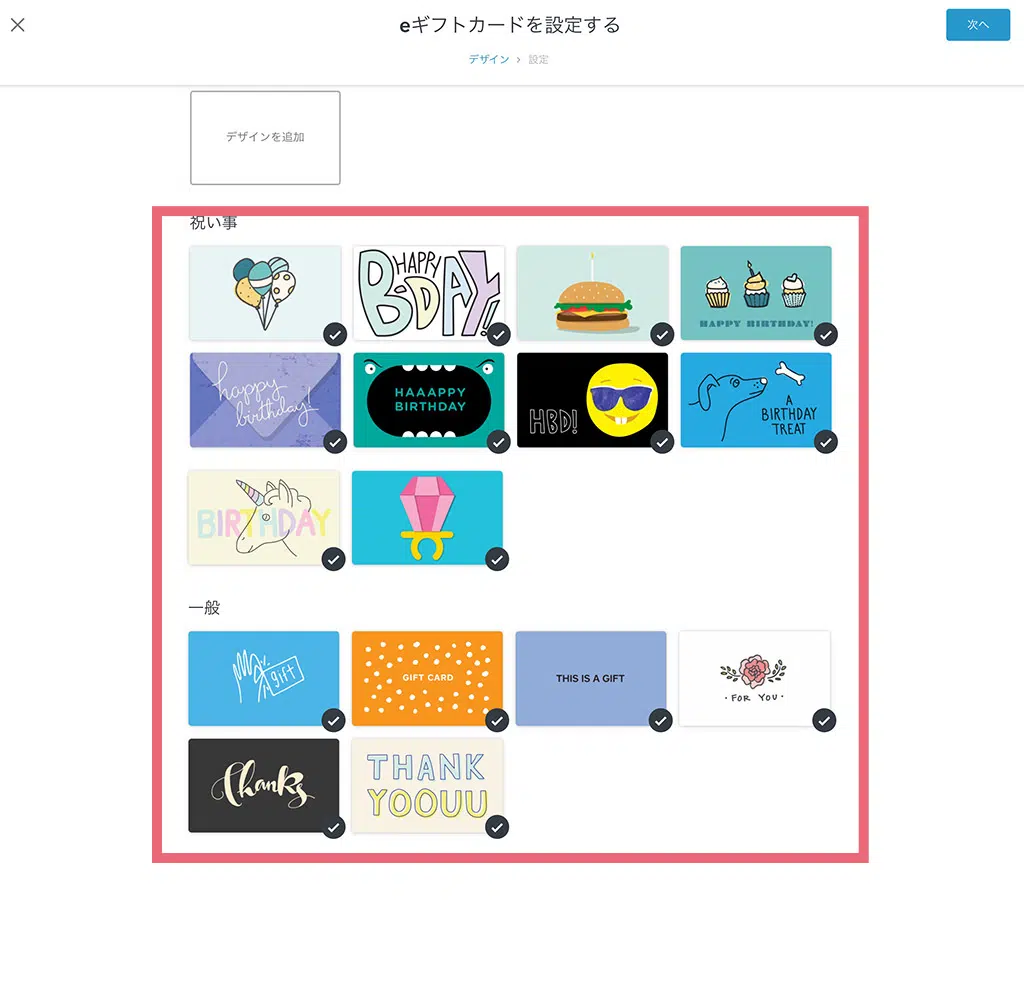 eギフトカードを設定する
次へ
デザイン › 設定
デザインを追加
祝い事
HAPPY
BDAY!!
HAPPY BIRTHDAY!
happy
birthday!
HAAAPPY
BIRTHDAY
HBD!
A
BIRTHDAY
TREAT
BIRTHDAY
一般
gift
GIFT CARD
THIS IS A GIFT
・FOR YOU・
Thanks
THANK
YOOUU